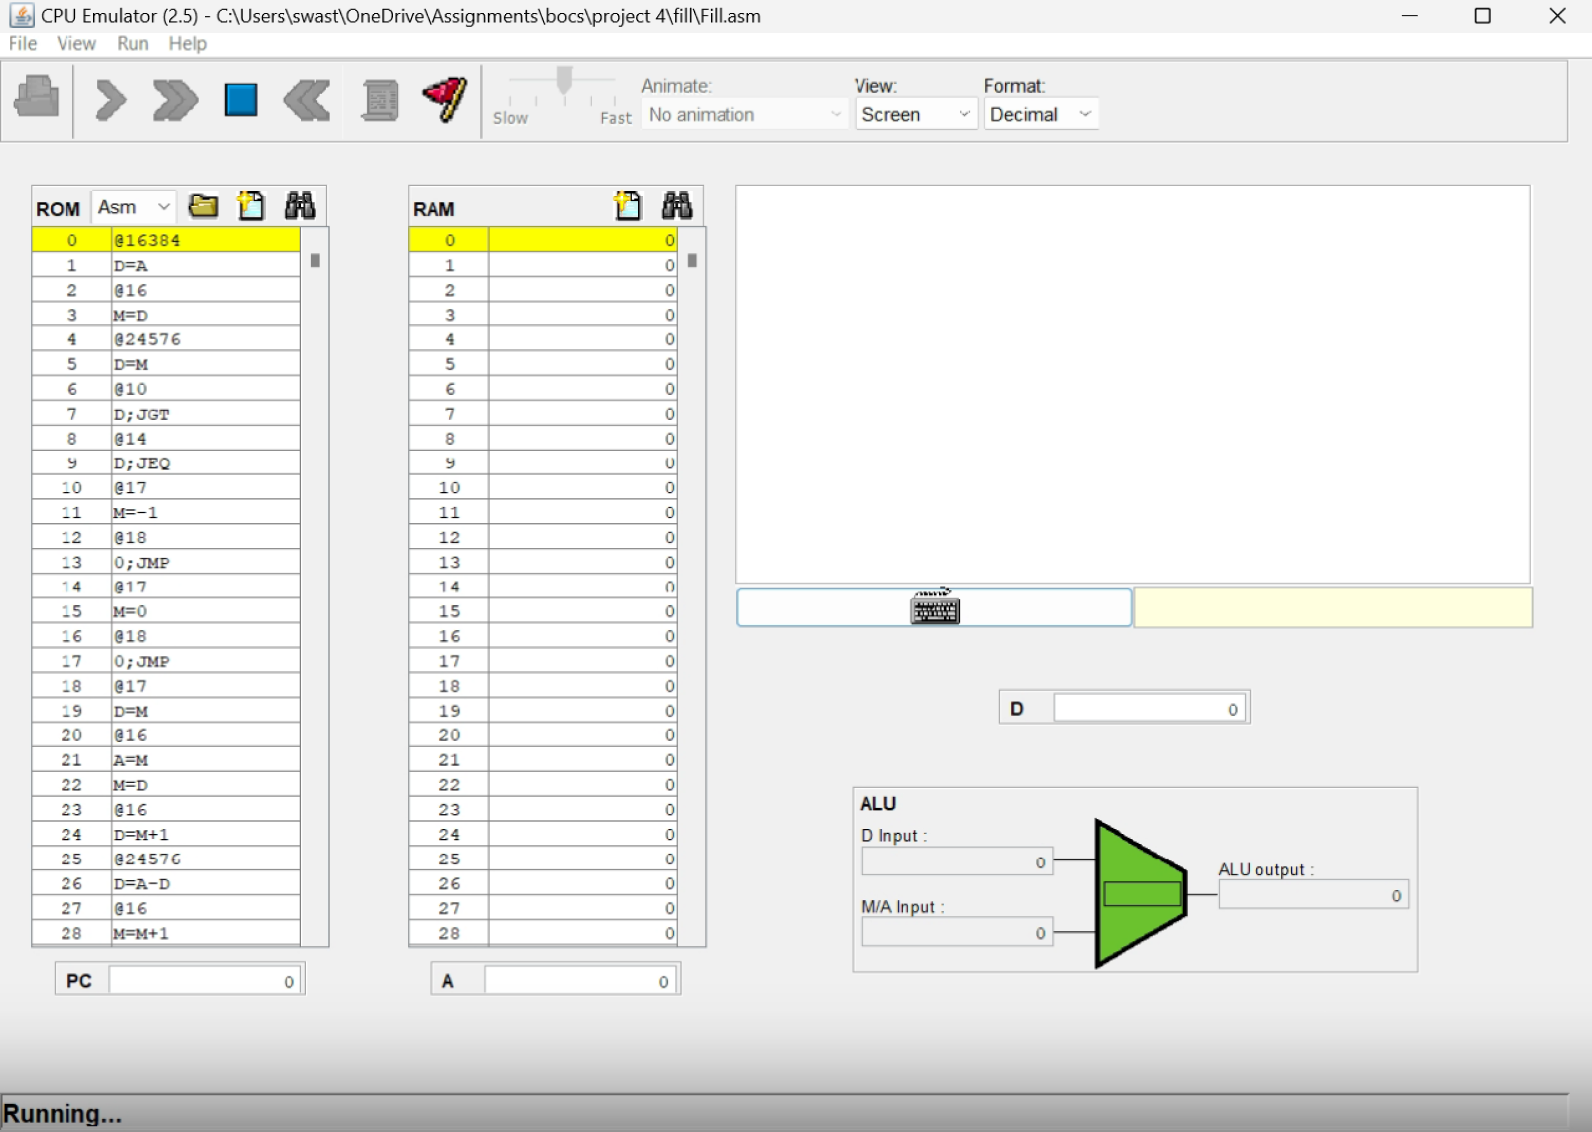 CPU Emulator (2.5) - C:\Users\swast\OneDrive\Assignments\bocs\project 4\fill\Fill.asm
File View Run Help
Slow Fast
Animate:
No animation
View:
Screen
Format:
Decimal
ROM Asm
0 @16384
1 D=A
2 @16
3 M=D
4 @24576
5 D=M
6 @10
7 D;JGT
8 @14
9 D;JEQ
10 @17
11 M=-1
12 @18
13 0;JMP
14 @17
15 M=0
16 @18
17 0;JMP
18 @17
19 D=M
20 @16
21 A=M
22 M=D
23 @16
24 D=M+1
25 @24576
26 D=A-D
27 @16
28 M=M+1
PC 0
RAM
0 0
1 0
2 0
3 0
4 0
5 0
6 0
7 0
8 0
9 0
10 0
11 0
12 0
13 0
14 0
15 0
16 0
17 0
18 0
19 0
20 0
21 0
22 0
23 0
24 0
25 0
26 0
27 0
28 0
A 0
D 0
ALU
D Input :
0
M/A Input :
0
ALU output :
0
Running...